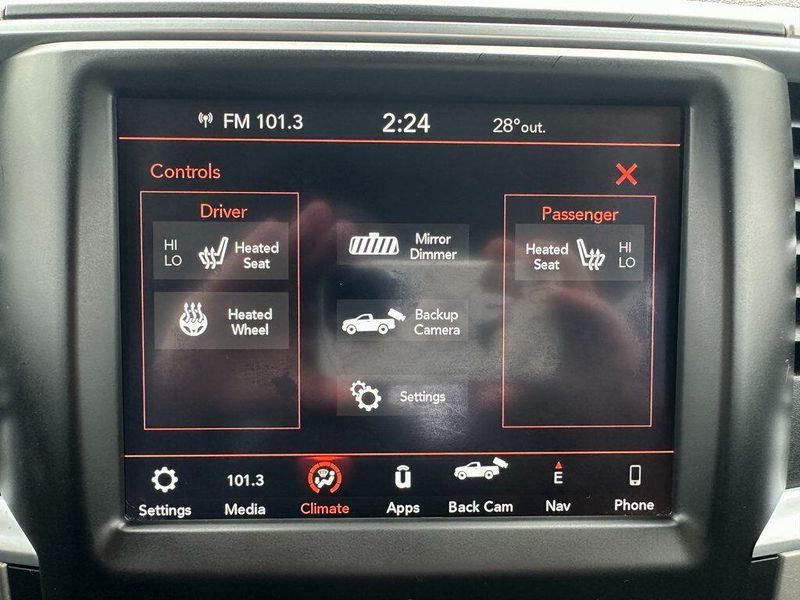 FM 101.3 2:24 28°out.
Controls
Driver
HI
LO
Heated
Seat
Heated
Wheel
Mirror
Dimmer
Backup
Camera
Settings
Passenger
Heated
Seat
HI
LO
Settings
101.3
Media
Climate
Apps
Back Cam
E
Nav
Phone